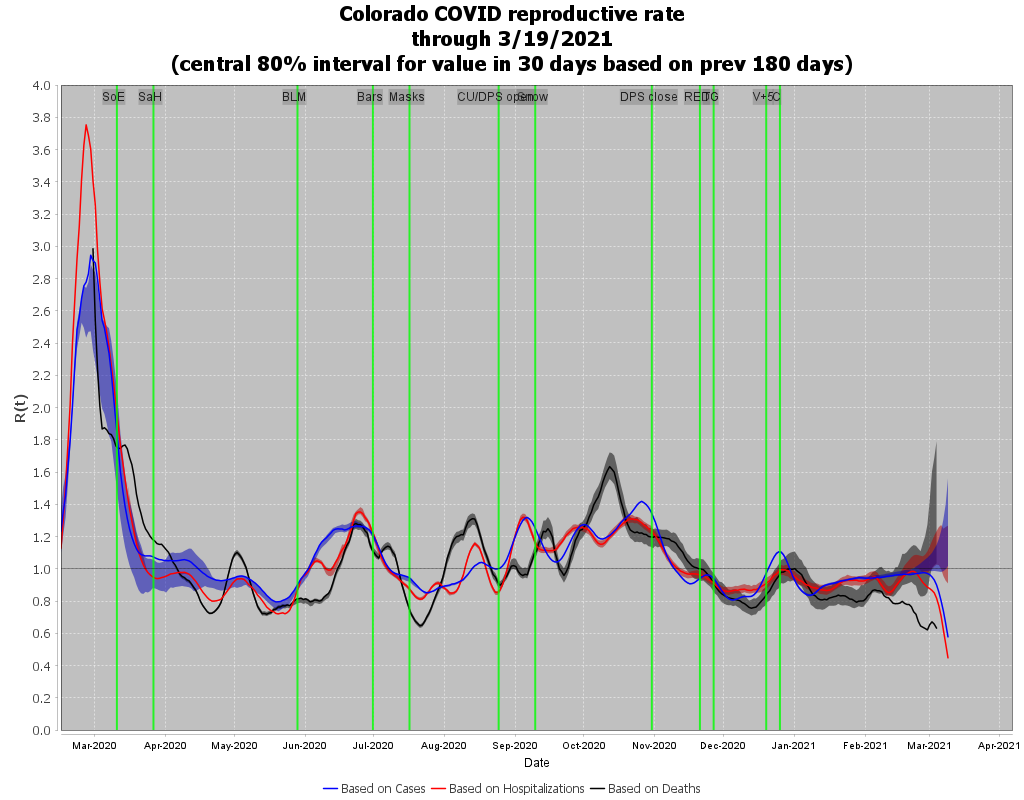 Colorado COVID reproductive rate
through 3/19/2021
(central 80% interval for value in 30 days based on prev 180 days)
4.0
3.8
3.6
3.4
3.2
3.0
2.8
2.6
2.4
2.2
2.0
1.8
1.6
1.4
1.2
1.0
0.8
0.6
0.4
0.2
0.0
R(t)
SoE SaH BLM Bars Masks CU/DPS open Snow DPS close RED TG V+5C
Mar-2020 Apr-2020 May-2020 Jun-2020 Jul-2020 Aug-2020 Sep-2020 Oct-2020 Nov-2020 Dec-2020 Jan-2021 Feb-2021 Mar-2021 Apr-2021
Date
Based on Cases Based on Hospitalizations Based on Deaths